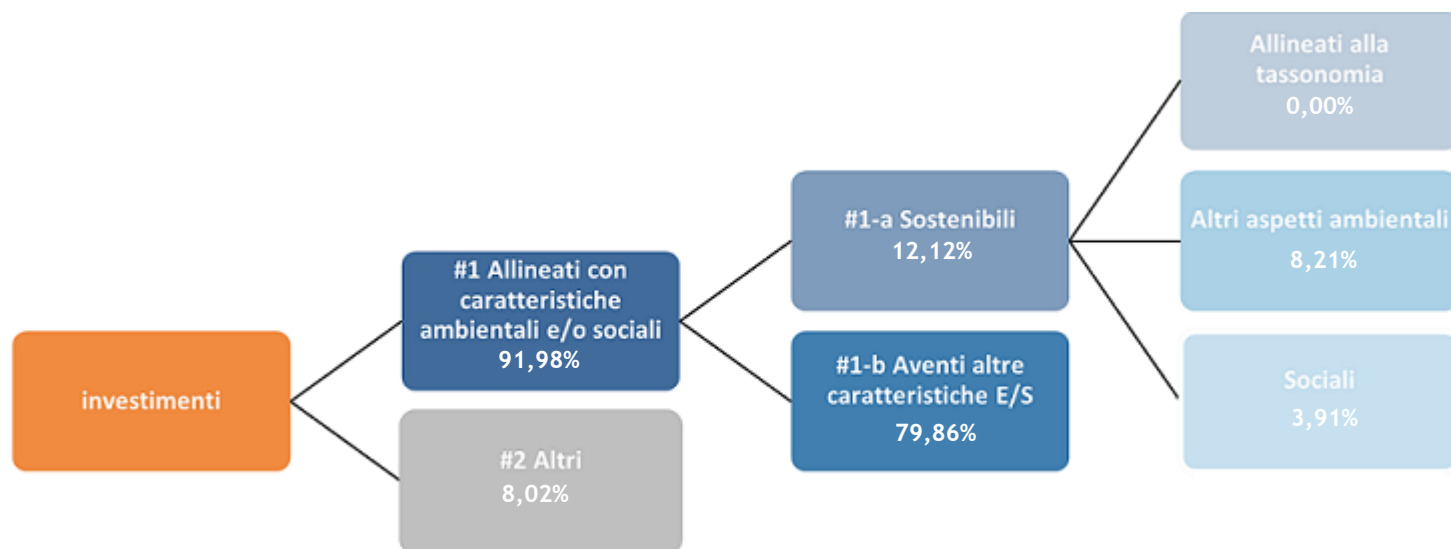 investimenti
#1 Allineati con
caratteristiche
ambientali e/o sociali
91,98%
#2 Altri
8,02%
#1-a Sostenibili
12,12%
#1-b Aventi altre
caratteristiche E/S
79,86%
Allineati alla
tassonomia
0,00%
Altri aspetti ambientali
8,21%
Sociali
3,91%